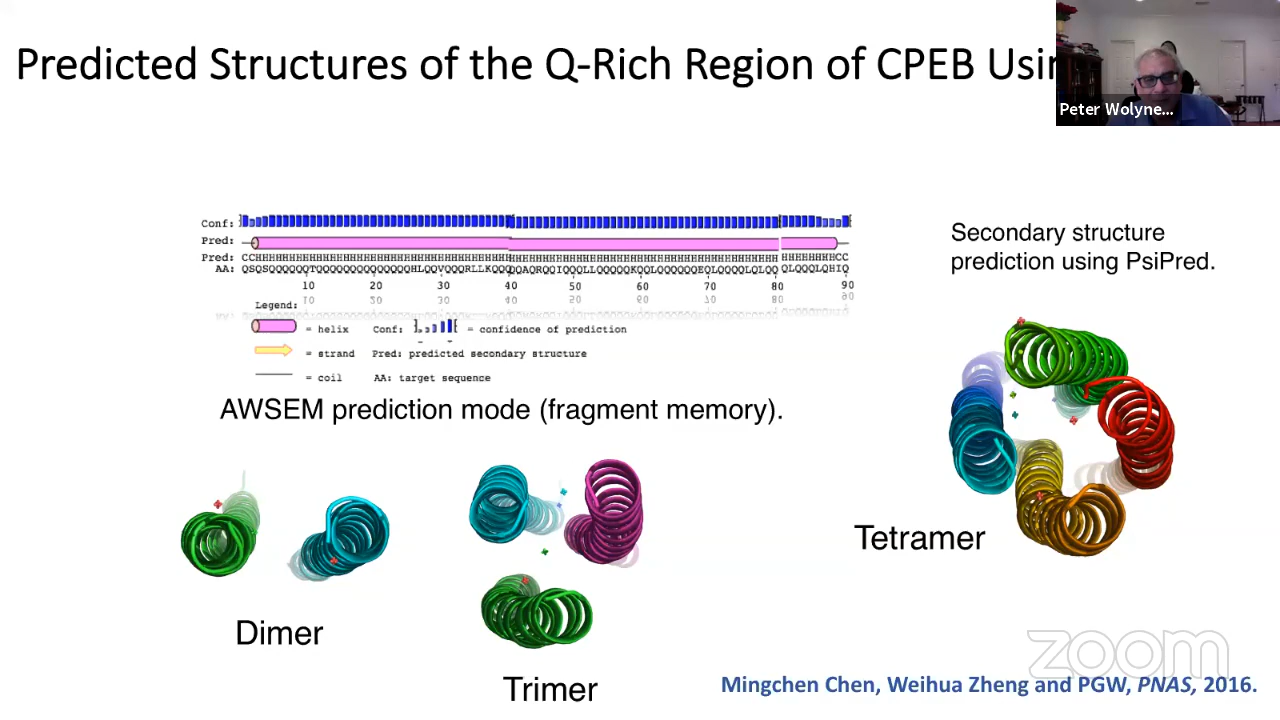 Predicted Structures of the Q-Rich Region of CPEB Usin
Peter Wolyne...
Conf:
Pred:
Pred:
AA:
10 20 30 40 50 60 70 80 90
Legend:
= helix Conf: = confidence of prediction
= strand Pred: predicted secondary structure
= coil AA: target sequence
Secondary structure
prediction using PsiPred.
AWSEM prediction mode (fragment memory).
Tetramer
Dimer
Trimer
zoom
Mingchen Chen, Weihua Zheng and PGW, PNAS, 2016.